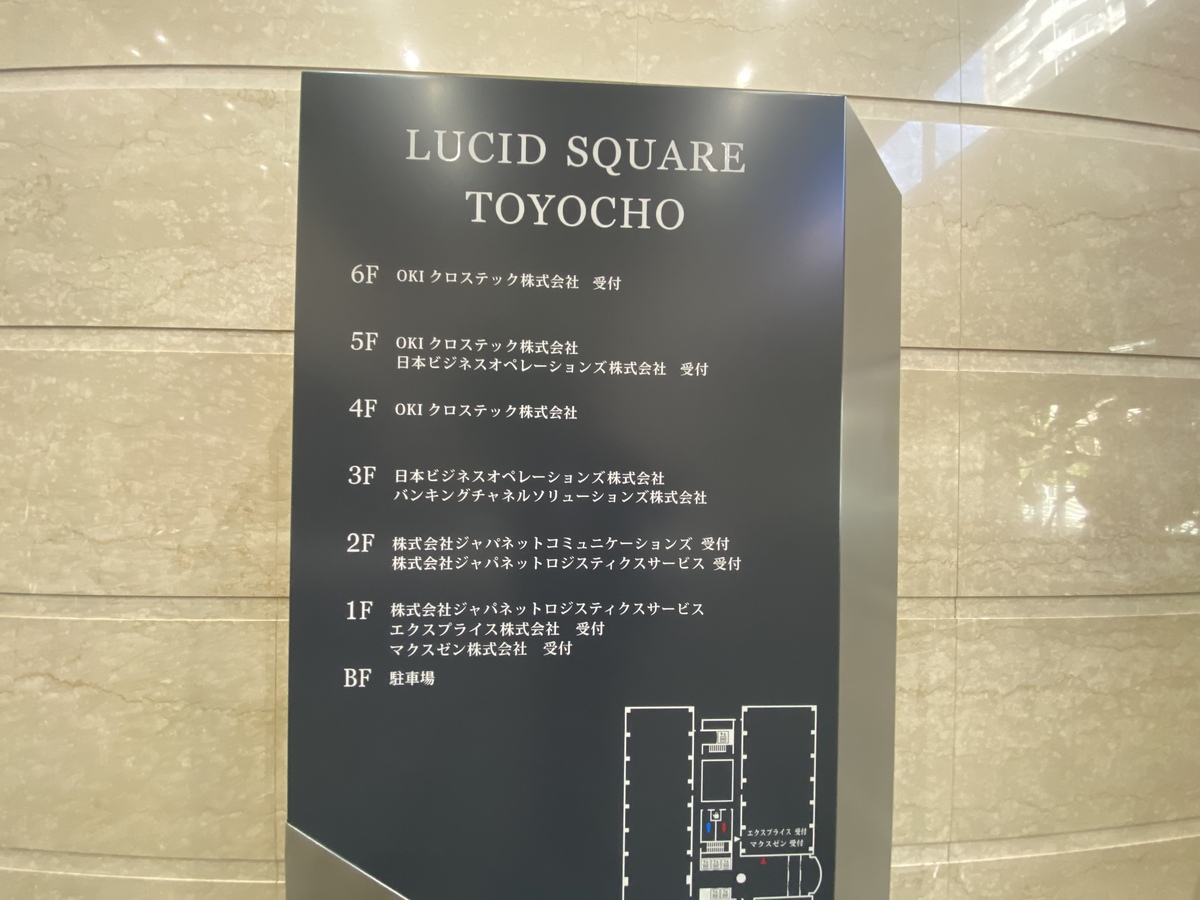 LUCID SQUARE
TOYOCHO
6F OKI クロステック株式会社 受付
5F OKI クロステック株式会社
日本ビジネスオペレーションズ株式会社 受付
4F OKI クロステック株式会社
3F 日本ビジネスオペレーションズ株式会社
バンキングチャネルソリューションズ株式会社
2F 株式会社ジャパネットコミュニケーションズ 受付
株式会社ジャパネットロジスティクスサービス 受付
1F 株式会社ジャパネットロジスティクスサービス
エクスプライス株式会社 受付
マクスゼン株式会社 受付
BF 駐車場
エクスプライス 受付
マクスゼン 受付